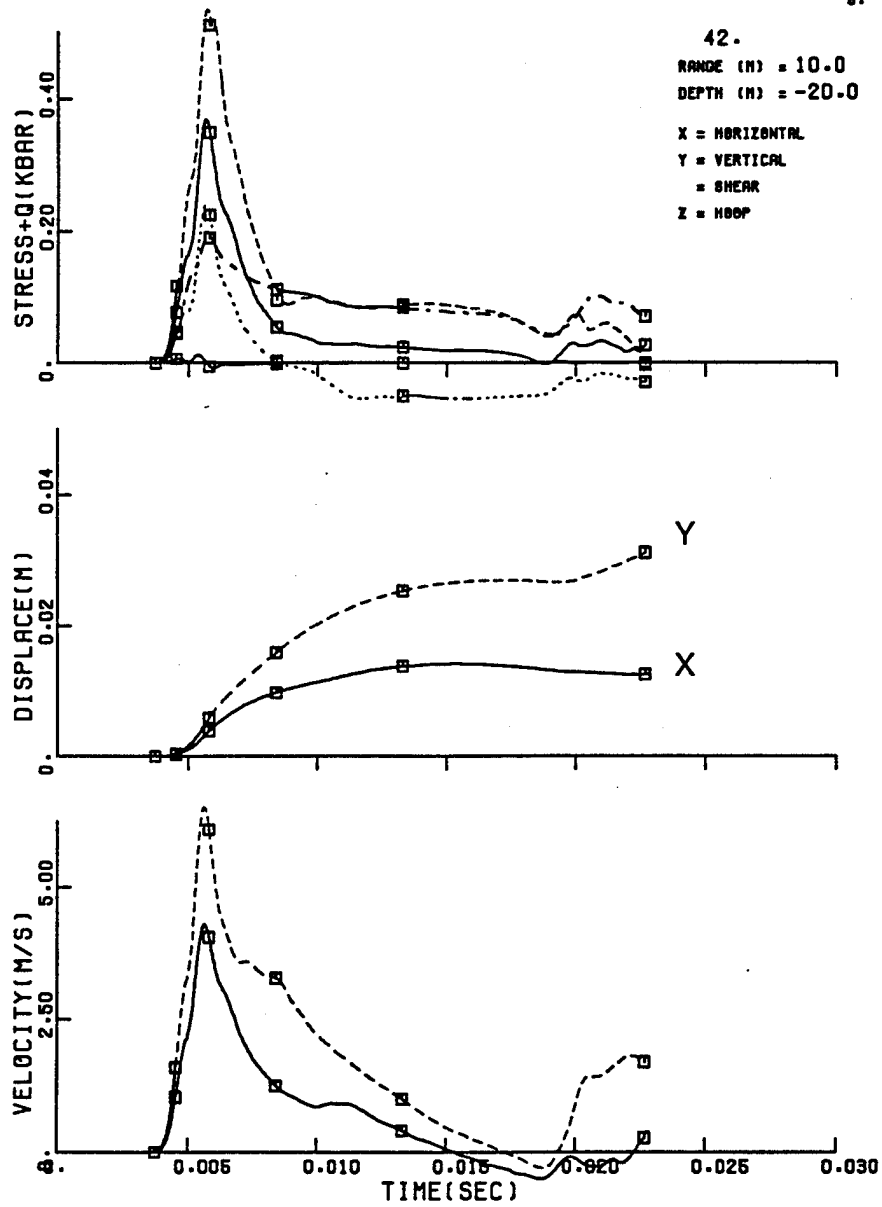 42.
RANGE (M) = 10.0
DEPTH (M) = -20.0
X = HORIZONTAL
Y = VERTICAL
= SHEAR
Z = HOOP
STRESS+Q(KBAR)
0.40
0.20
0.
DISPLACE(M)
0.04
0.02
0.
Y
X
VELOCITY(M/S)
5.00
2.50
0.005
0.010
0.015
0.020
0.025
0.030
TIME(SEC)